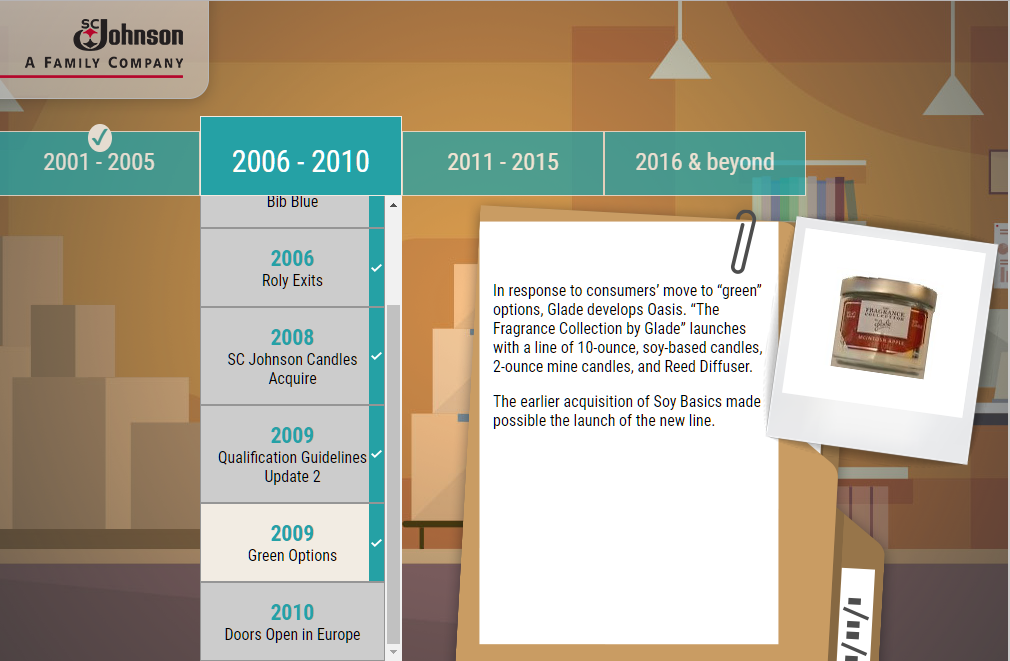 SC
Johnson
A FAMILY COMPANY
2001 - 2005
2006 - 2010
2011 - 2015
2016 & beyond
Bib Blue
2006
Roly Exits
2008
SC Johnson Candles
Acquire
2009
Qualification Guidelines
Update 2
2009
Green Options
2010
Doors Open in Europe
In response to consumers’ move to “green”
options, Glade develops Oasis. “The
Fragrance Collection by Glade” launches
with a line of 10-ounce, soy-based candles,
2-ounce mine candles, and Reed Diffuser.
The earlier acquisition of Soy Basics made
possible the launch of the new line.
FRAGRANCE
COLLECTION
glade
MCINTOSH APPLE